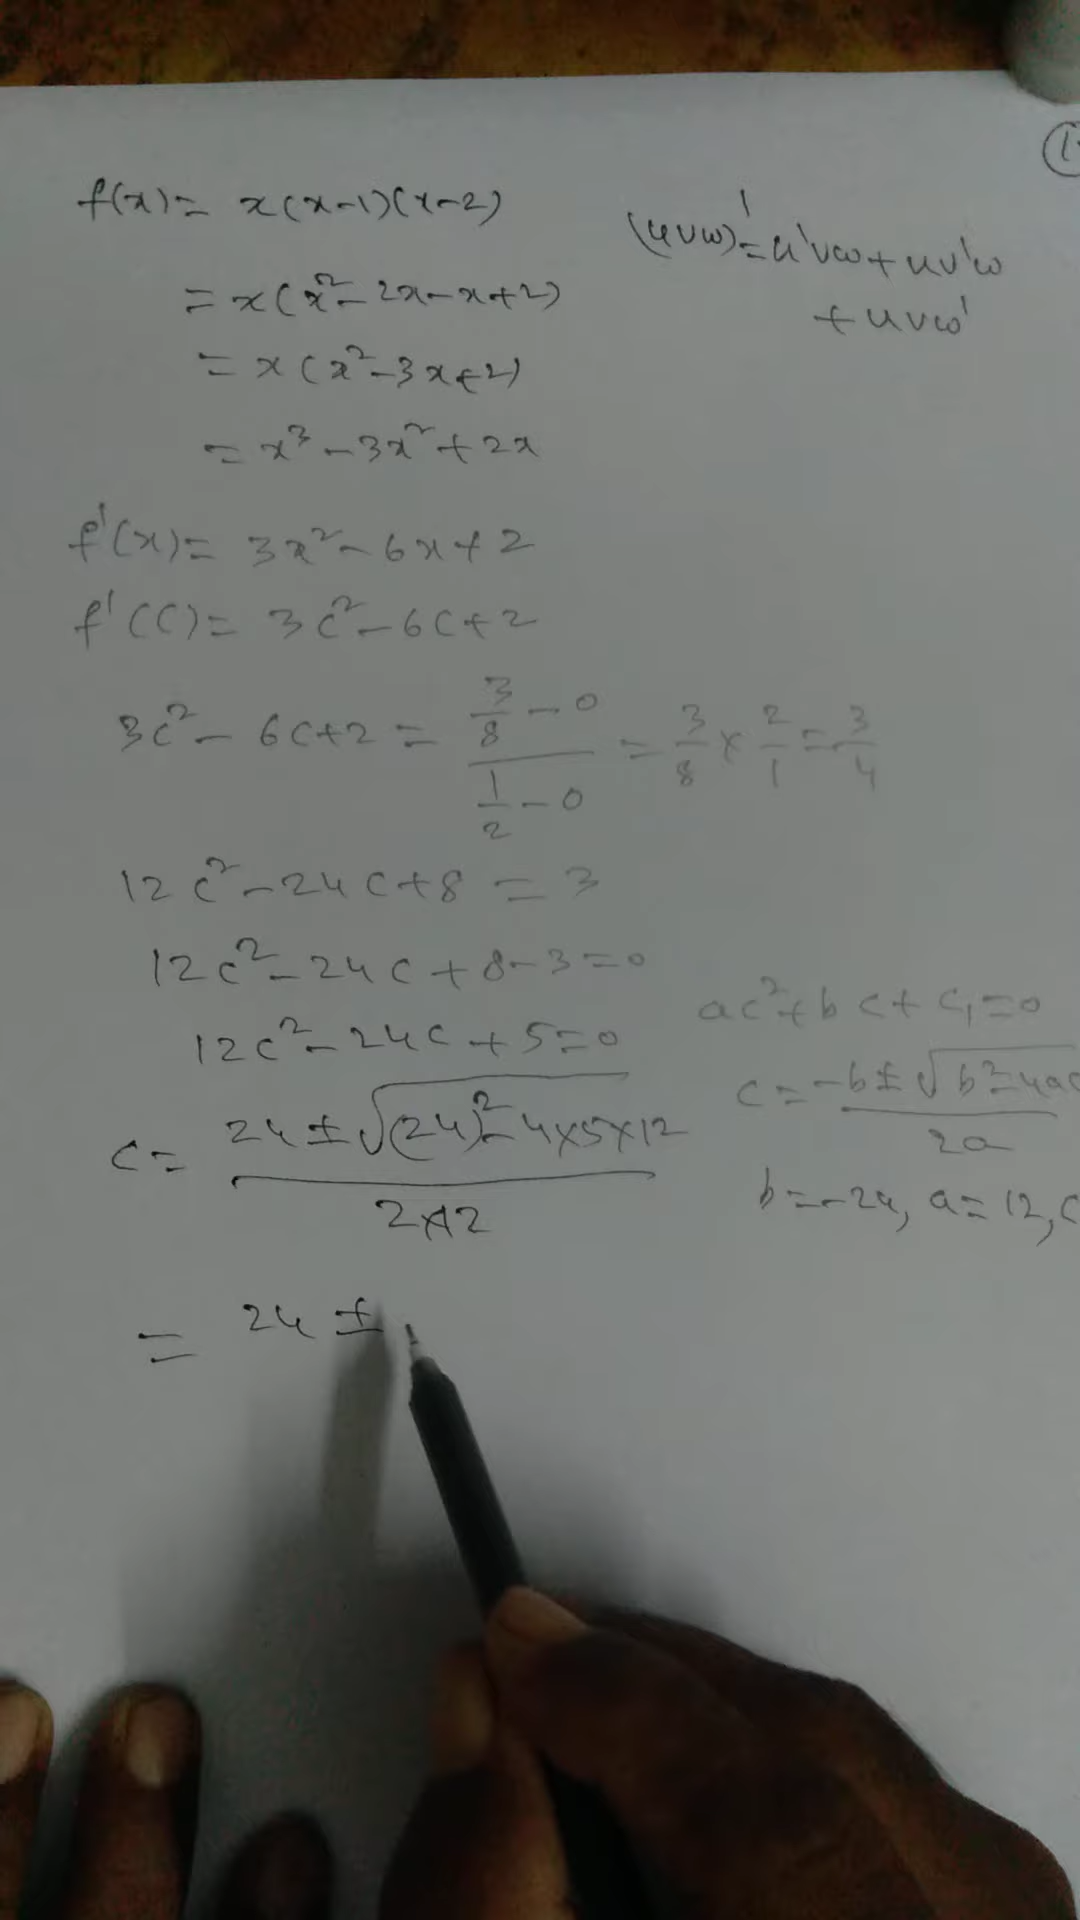 f(x) = x(x-1)(x-2)
= x(x²-2x-x+2)
= x(x²-3x+2)
= x³-3x²+2x
(uvw)' = u'vw+uv'w
+uvw'
f'(x) = 3x²-6x+2
f'(c) = 3c²-6c+2
3c²-6c+2 = (3/8-0)/(1/2-0) = 3/8 × 2/1 = 3/4
12c²-24c+8 = 3
12c²-24c+8-3=0
12c²-24c+5=0
c = (24±√((24)²-4×5×12))/(2×12)
= 24 ±
ac²+bc+c₁=0
c = (-b±√(b²-4ac))/(2a)
b=-24, a=12, c